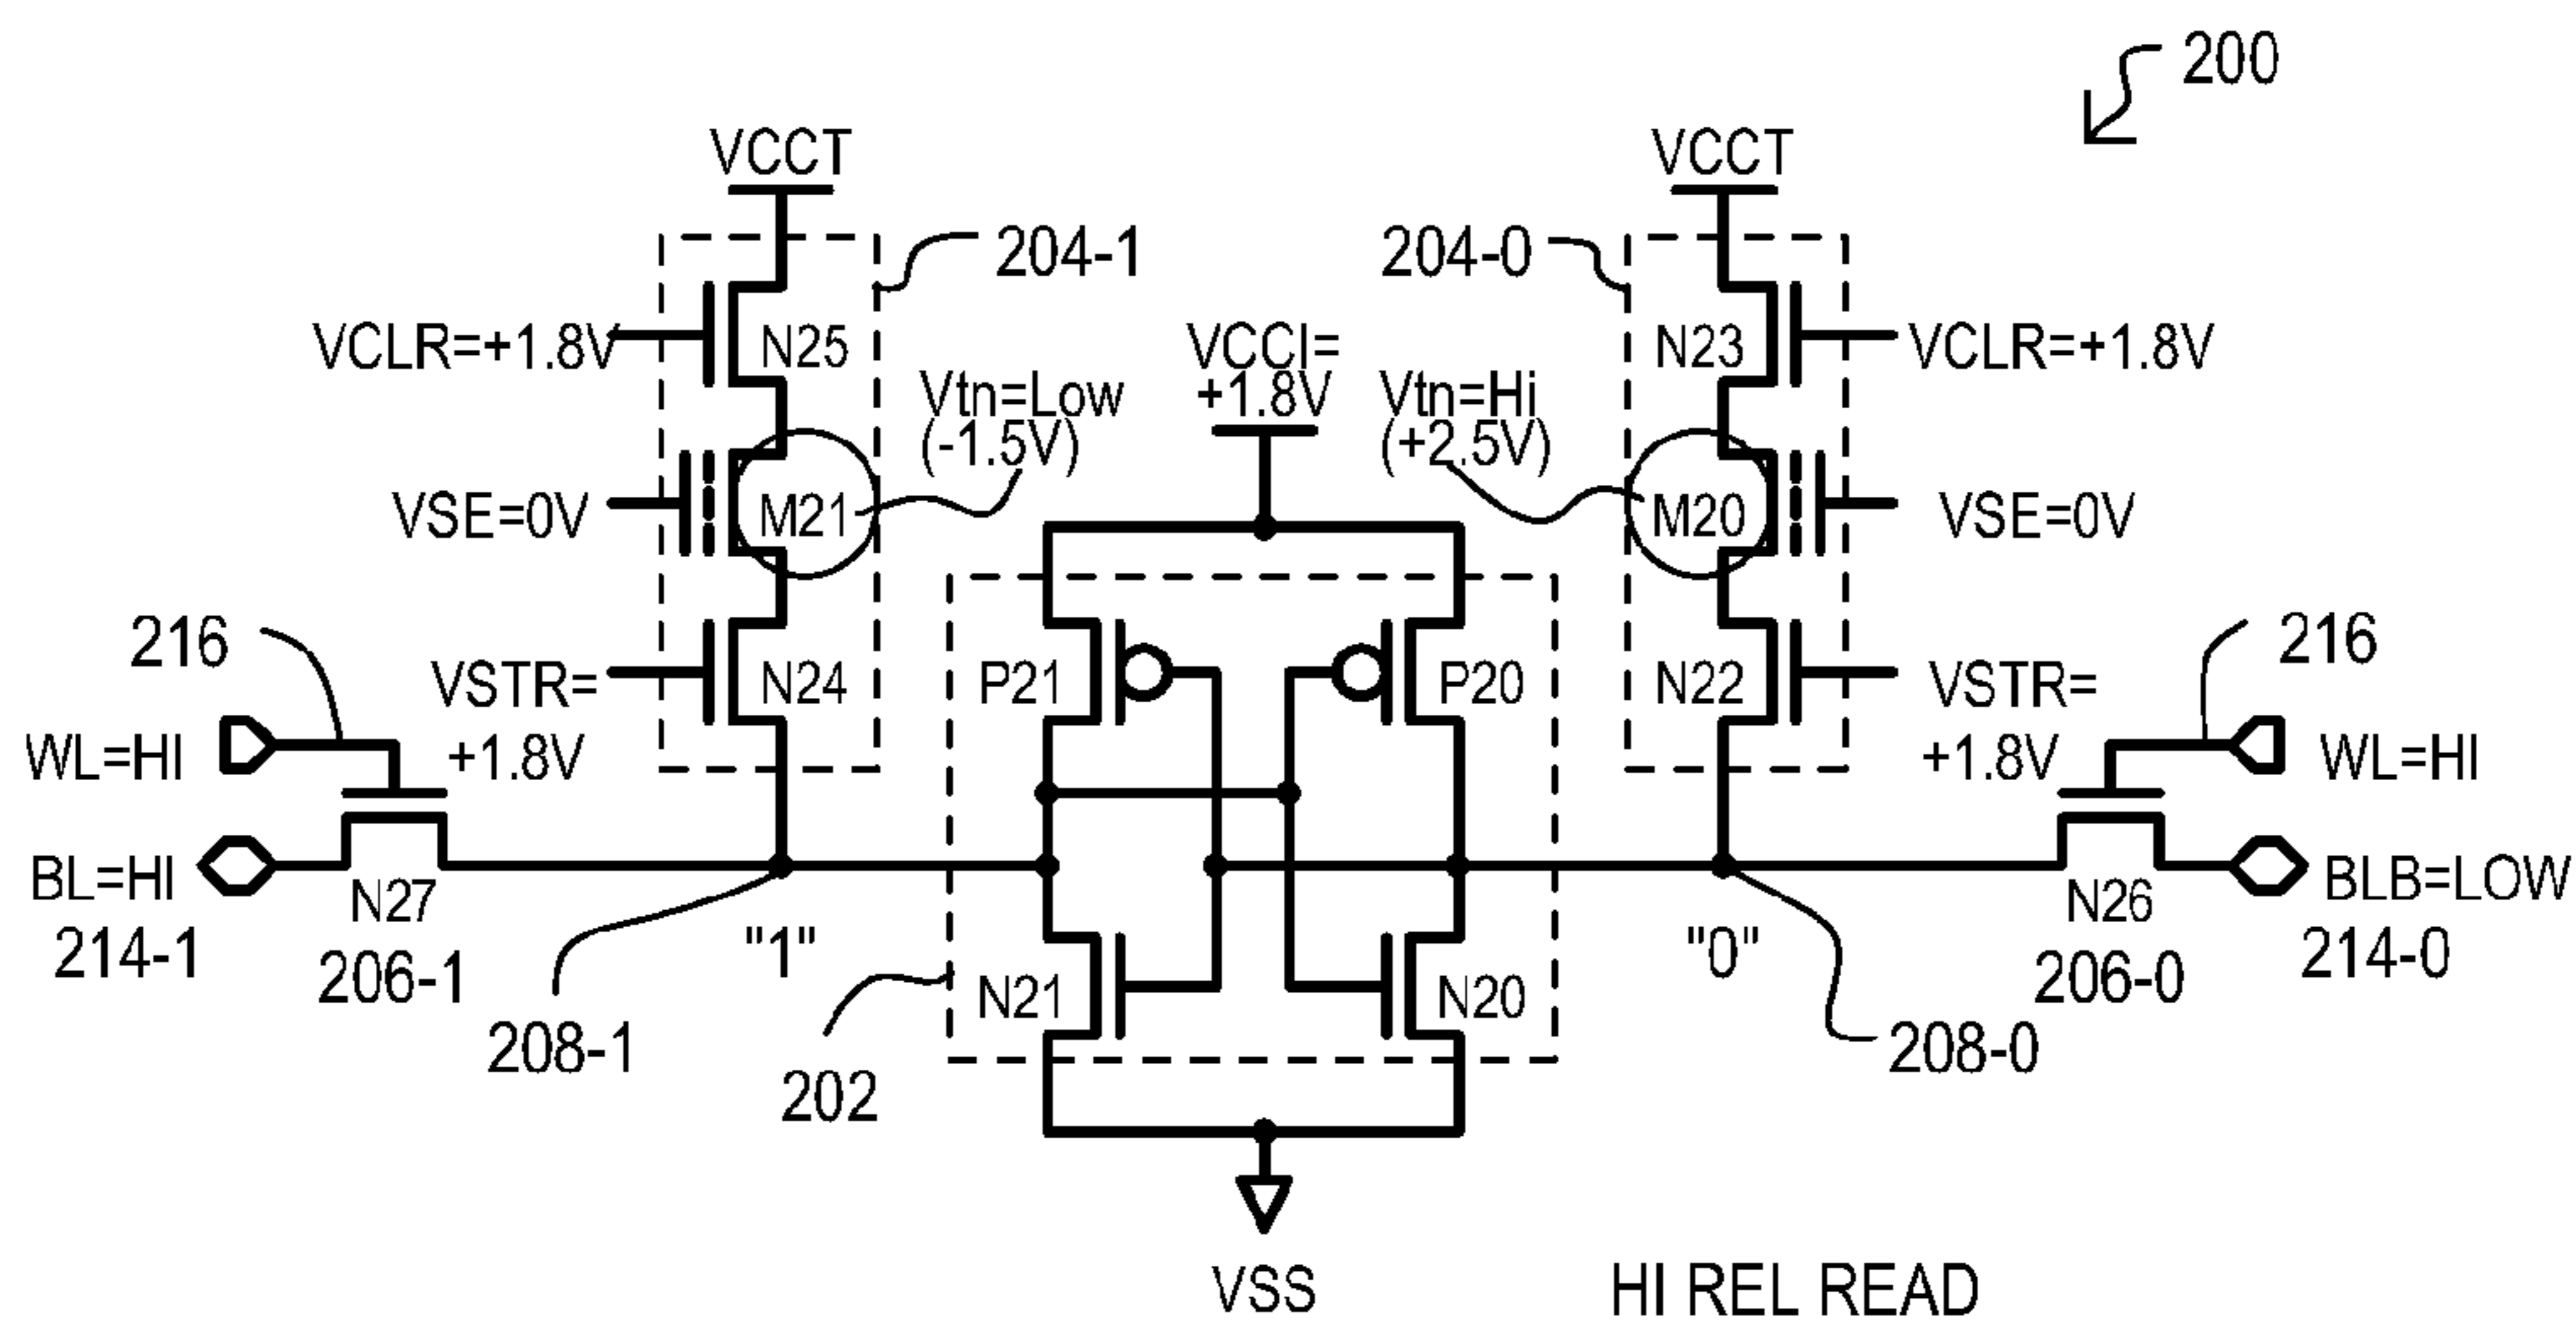 200
VCCT
VCCT
204-1
204-0
VCLR=+1.8V
N25
VCCI=
+1.8V
N23
VCLR=+1.8V
Vtn=Low
(-1.5V)
Vtn=Hi
(+2.5V)
VSE=0V
M21
M20
VSE=0V
216
VSTR=
+1.8V
N24
P21
P20
N22
VSTR=
+1.8V
216
WL=HI
WL=HI
BL=HI
214-1
N27
206-1
"1"
N21
N20
"0"
N26
206-0
BLB=LOW
214-0
208-1
202
208-0
VSS
HI REL READ